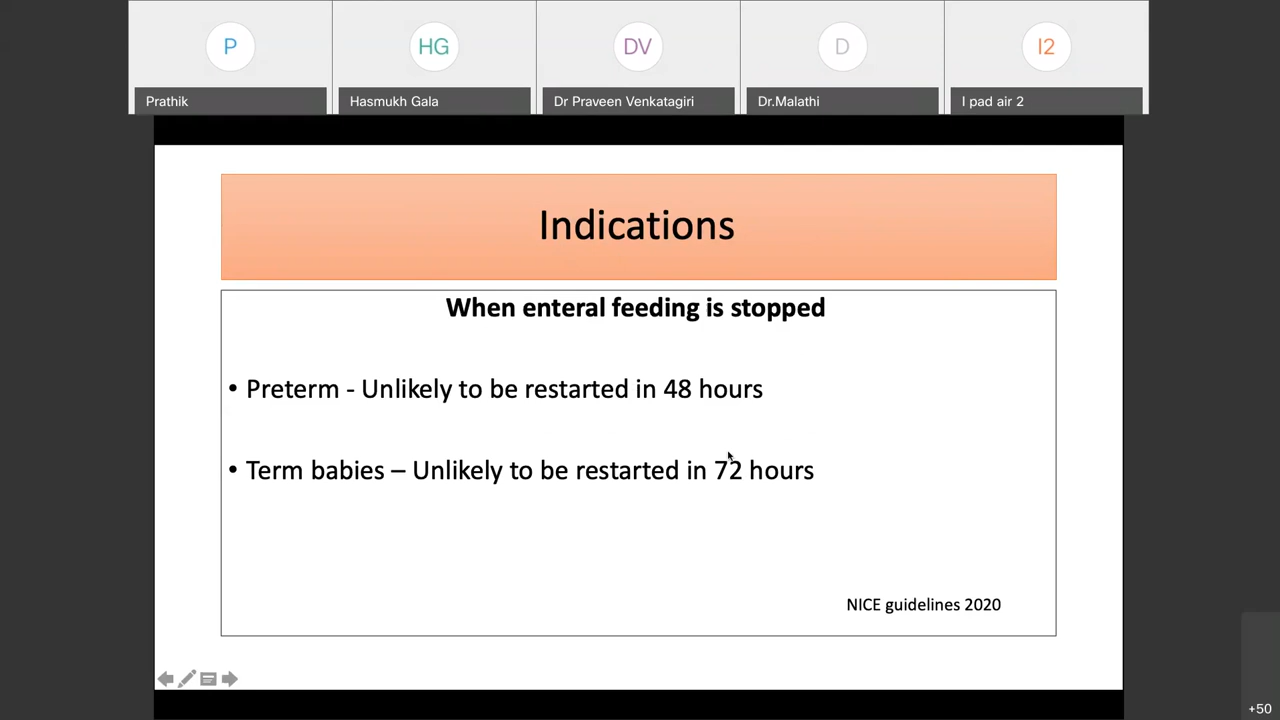 P
HG
DV
D
I2
Prathik
Hasmukh Gala
Dr Praveen Venkatagiri
Dr.Malathi
I pad air 2
Indications
When enteral feeding is stopped
• Preterm - Unlikely to be restarted in 48 hours
• Term babies – Unlikely to be restarted in 72 hours
NICE guidelines 2020
+50